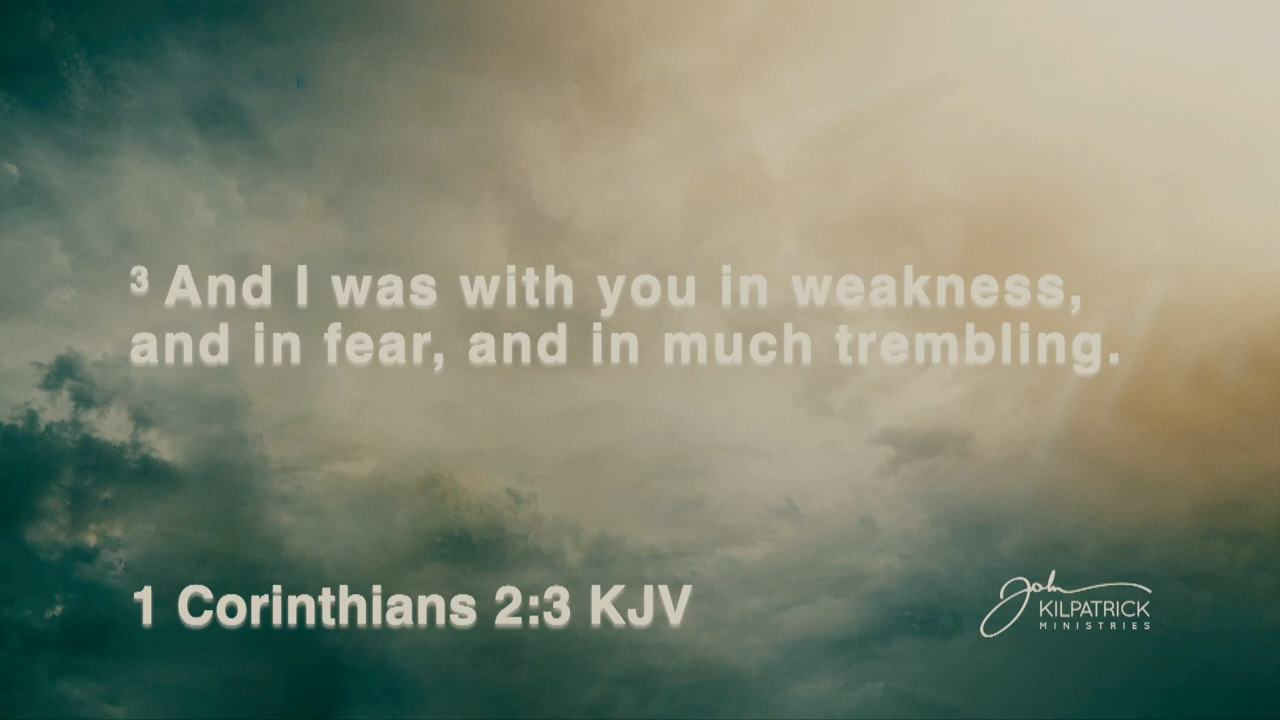 3 And I was with you in weakness,
and in fear, and in much trembling.
1 Corinthians 2:3 KJV
John
KILPATRICK
MINISTRIES